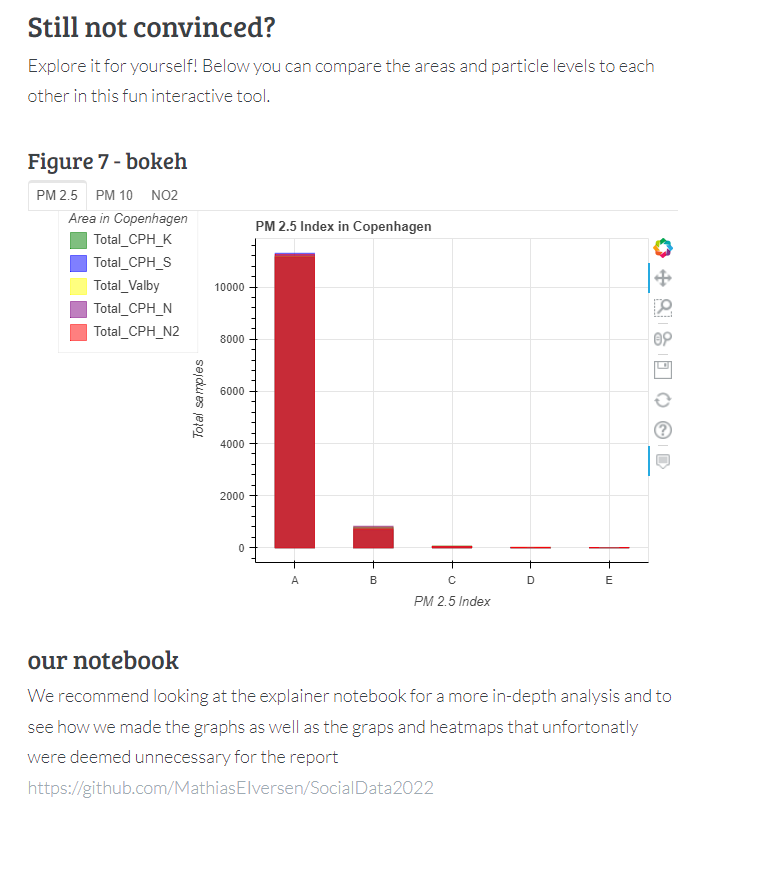 Still not convinced?
Explore it for yourself! Below you can compare the areas and particle levels to each
other in this fun interactive tool.
Figure 7 - bokeh
PM 2.5 PM 10 NO2
Area in Copenhagen
Total_CPH_K
Total_CPH_S
Total_Valby
Total_CPH_N
Total_CPH_N2
PM 2.5 Index in Copenhagen
Total samples
10000
8000
6000
4000
2000
0
A B C D E
PM 2.5 Index
our notebook
We recommend looking at the explainer notebook for a more in-depth analysis and to
see how we made the graphs as well as the graps and heatmaps that unfortonatly
were deemed unnecessary for the report
https://github.com/MathiasElversen/SocialData2022